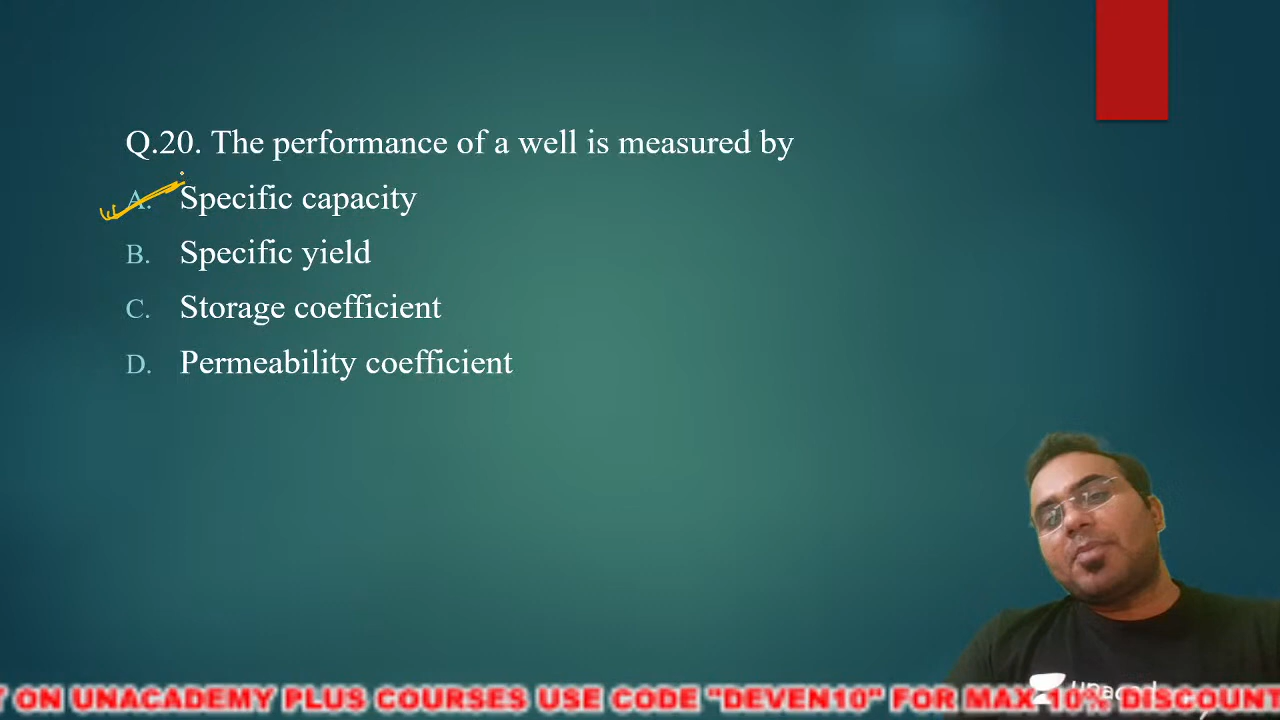 Q.20. The performance of a well is measured by
A. Specific capacity
B. Specific yield
C. Storage coefficient
D. Permeability coefficient
T ON UNACADEMY PLUS COURSES USE CODE "DEVEN10" FOR MAX 10% DISCOUNT